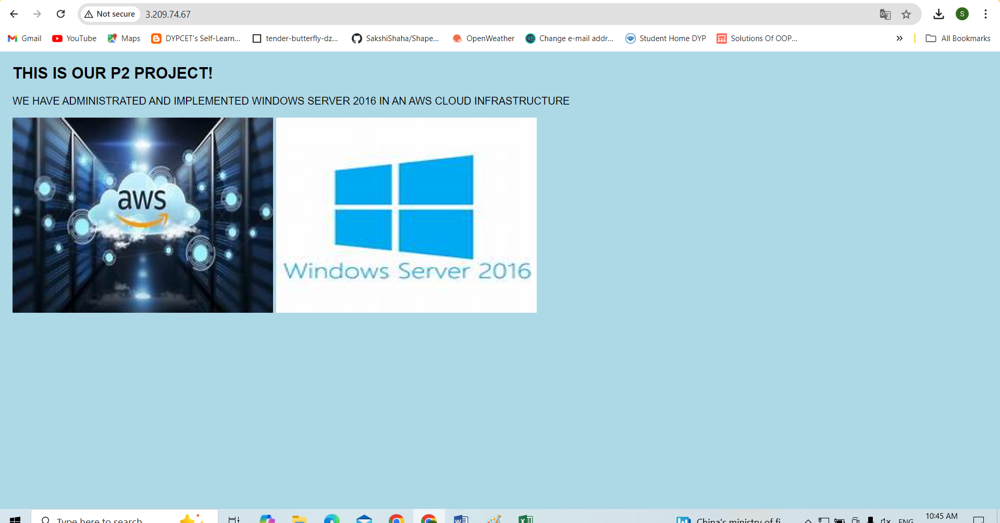 Not secure 3.209.74.67 S
Gmail YouTube Maps DYPCET's Self-Learn... tender-butterfly-dz... SakshiShaha/Shape... OpenWeather Change e-mail addr... Student Home DYP Solutions Of OOP... » All Bookmarks
THIS IS OUR P2 PROJECT!
WE HAVE ADMINISTRATED AND IMPLEMENTED WINDOWS SERVER 2016 IN AN AWS CLOUD INFRASTRUCTURE
aws
Windows Server 2016
Type here to search China's ministry of fi ENG 10:45 AM